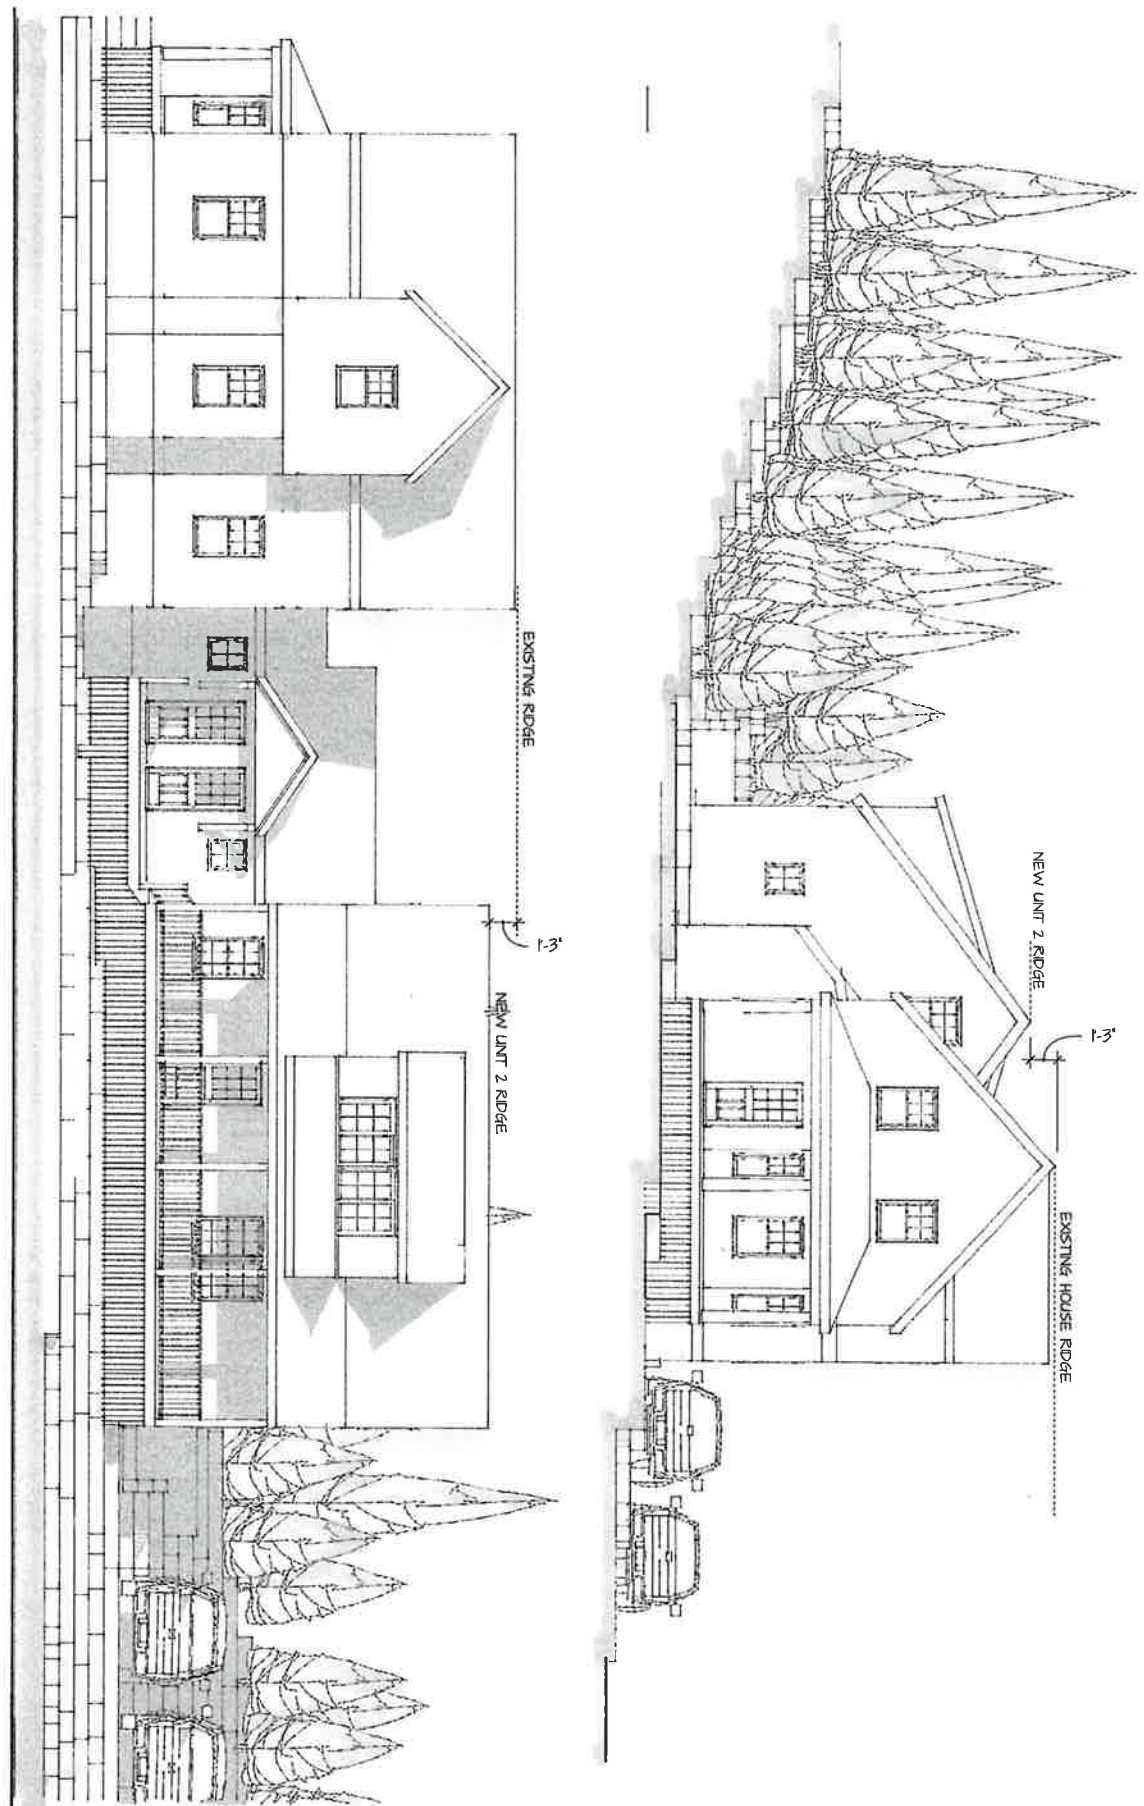 NEW UNIT 2 RIDGE
1'-3"
EXISTING HOUSE RIDGE
EXISTING RIDGE
1'-3"
NEW UNIT 2 RIDGE